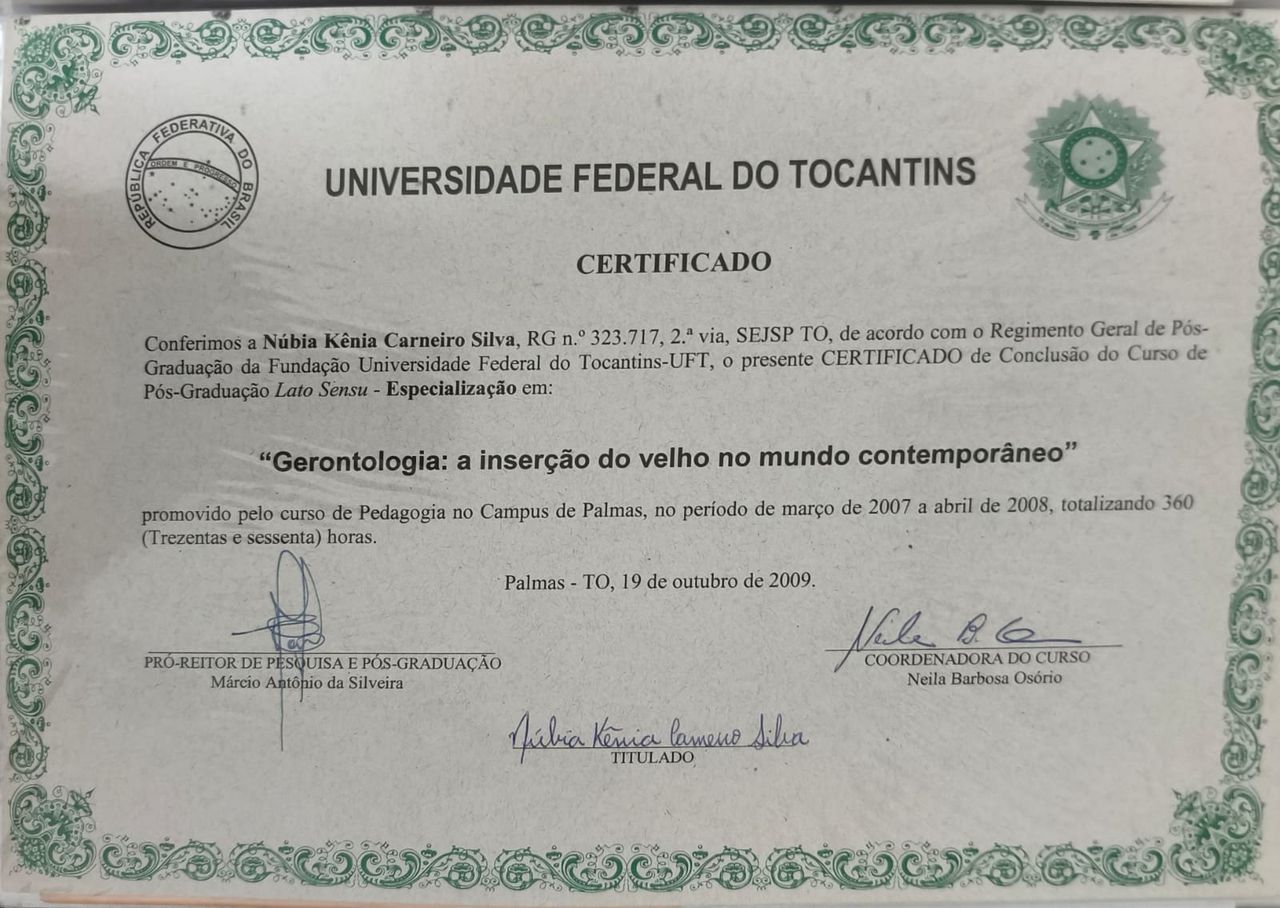 REPÚBLICA FEDERATIVA DO BRASIL
ORDEM E PROGRESSO
UNIVERSIDADE FEDERAL DO TOCANTINS
CERTIFICADO
Conferimos a Núbia Kênia Carneiro Silva, RG n.º 323.717, 2.ª via, SEJSP TO, de acordo com o Regimento Geral de Pós-
Graduação da Fundação Universidade Federal do Tocantins-UFT, o presente CERTIFICADO de Conclusão do Curso de
Pós-Graduação Lato Sensu - Especialização em:
“Gerontologia: a inserção do velho no mundo contemporâneo”
promovido pelo curso de Pedagogia no Campus de Palmas, no período de março de 2007 a abril de 2008, totalizando 360
(Trezentas e sessenta) horas.
Palmas - TO, 19 de outubro de 2009.
PRÓ-REITOR DE PESQUISA E PÓS-GRADUAÇÃO
Márcio Antônio da Silveira
Neila B.
COORDENADORA DO CURSO
Neila Barbosa Osório
Núbia Kênia Carneiro Silva
TITULADO